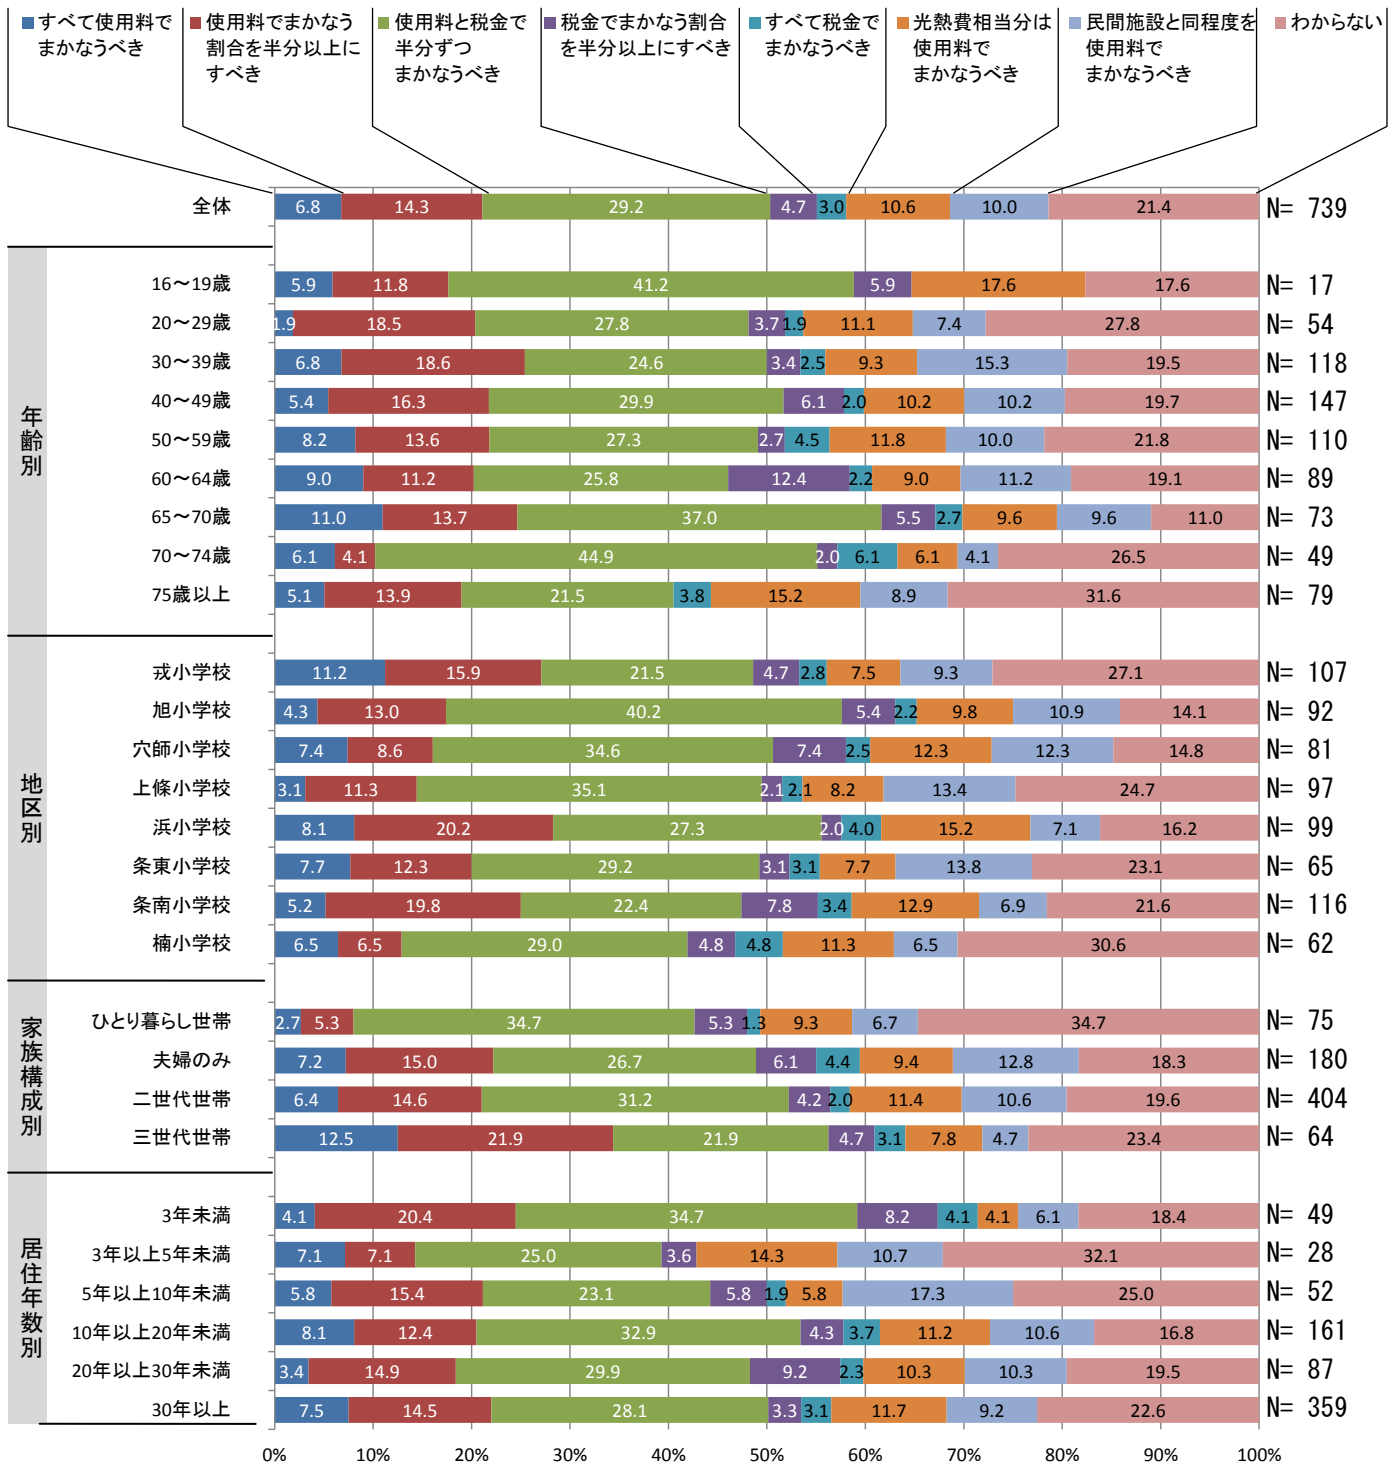 すべて使用料で
まかなうべき
使用料でまかなう
割合を半分以上に
すべき
使用料と税金で
半分ずつ
まかなうべき
税金でまかなう割合
を半分以上にすべき
すべて税金で
まかなうべき
光熱費相当分は
使用料で
まかなうべき
民間施設と同程度を
使用料で
まかなうべき
わからない
全体 6.8 14.3 29.2 4.7 3.0 10.6 10.0 21.4 N= 739
年齢別
16～19歳 5.9 11.8 41.2 5.9 17.6 17.6 N= 17
20～29歳 1.9 18.5 27.8 3.7 1.9 11.1 7.4 27.8 N= 54
30～39歳 6.8 18.6 24.6 3.4 2.5 9.3 15.3 19.5 N= 118
40～49歳 5.4 16.3 29.9 6.1 2.0 10.2 10.2 19.7 N= 147
50～59歳 8.2 13.6 27.3 2.7 4.5 11.8 10.0 21.8 N= 110
60～64歳 9.0 11.2 25.8 12.4 2.2 9.0 11.2 19.1 N= 89
65～70歳 11.0 13.7 37.0 5.5 2.7 9.6 9.6 11.0 N= 73
70～74歳 6.1 4.1 44.9 2.0 6.1 6.1 4.1 26.5 N= 49
75歳以上 5.1 13.9 21.5 3.8 15.2 8.9 31.6 N= 79
地区別
戎小学校 11.2 15.9 21.5 4.7 2.8 7.5 9.3 27.1 N= 107
旭小学校 4.3 13.0 40.2 5.4 2.2 9.8 10.9 14.1 N= 92
穴師小学校 7.4 8.6 34.6 7.4 2.5 12.3 12.3 14.8 N= 81
上條小学校 3.1 11.3 35.1 2.1 2.1 8.2 13.4 24.7 N= 97
浜小学校 8.1 20.2 27.3 2.0 4.0 15.2 7.1 16.2 N= 99
条東小学校 7.7 12.3 29.2 3.1 3.1 7.7 13.8 23.1 N= 65
条南小学校 5.2 19.8 22.4 7.8 3.4 12.9 6.9 21.6 N= 116
楠小学校 6.5 6.5 29.0 4.8 4.8 11.3 6.5 30.6 N= 62
家族構成別
ひとり暮らし世帯 2.7 5.3 34.7 5.3 1.3 9.3 6.7 34.7 N= 75
夫婦のみ 7.2 15.0 26.7 6.1 4.4 9.4 12.8 18.3 N= 180
二世代世帯 6.4 14.6 31.2 4.2 2.0 11.4 10.6 19.6 N= 404
三世代世帯 12.5 21.9 21.9 4.7 3.1 7.8 4.7 23.4 N= 64
居住年数別
3年未満 4.1 20.4 34.7 8.2 4.1 4.1 6.1 18.4 N= 49
3年以上5年未満 7.1 7.1 25.0 3.6 14.3 10.7 32.1 N= 28
5年以上10年未満 5.8 15.4 23.1 5.8 1.9 5.8 17.3 25.0 N= 52
10年以上20年未満 8.1 12.4 32.9 4.3 3.7 11.2 10.6 16.8 N= 161
20年以上30年未満 3.4 14.9 29.9 9.2 2.3 10.3 10.3 19.5 N= 87
30年以上 7.5 14.5 28.1 3.3 3.1 11.7 9.2 22.6 N= 359
0% 10% 20% 30% 40% 50% 60% 70% 80% 90% 100%